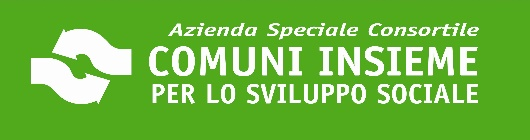 Azienda Speciale Consortile
COMUNI INSIEME
PER LO SVILUPPO SOCIALE